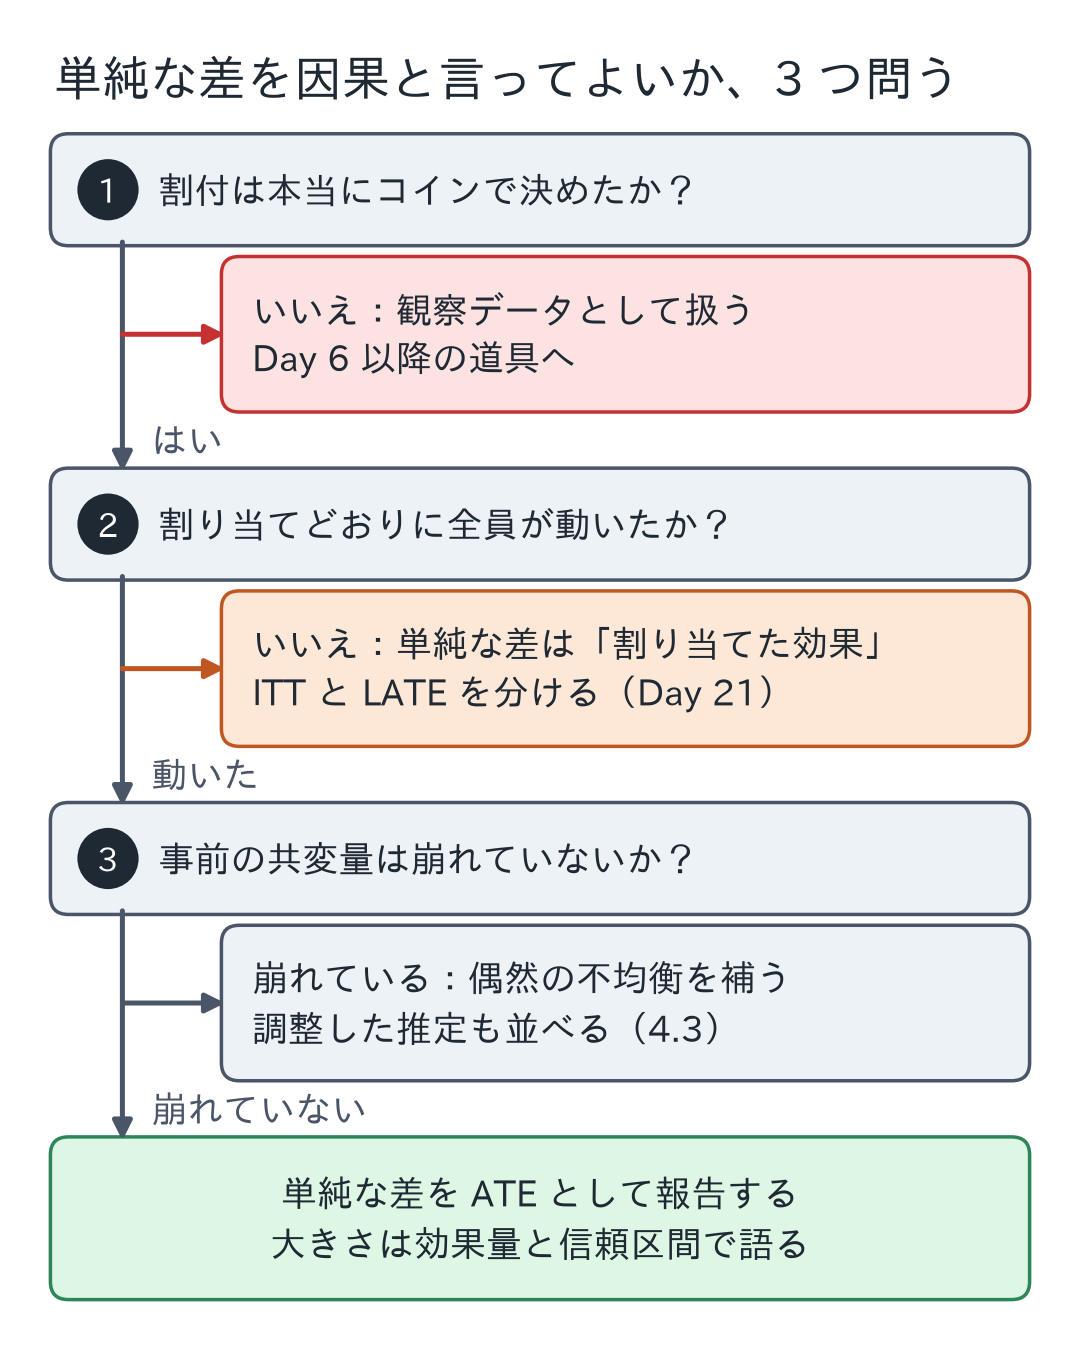 単純な差を因果と言ってよいか、3 つ問う
1 割付は本当にコインで決めたか？
いいえ：観察データとして扱う
Day 6 以降の道具へ
はい
2 割り当てどおりに全員が動いたか？
いいえ：単純な差は「割り当てた効果」
ITT と LATE を分ける（Day 21）
動いた
3 事前の共変量は崩れていないか？
崩れている：偶然の不均衡を補う
調整した推定も並べる（4.3）
崩れていない
単純な差を ATE として報告する
大きさは効果量と信頼区間で語る